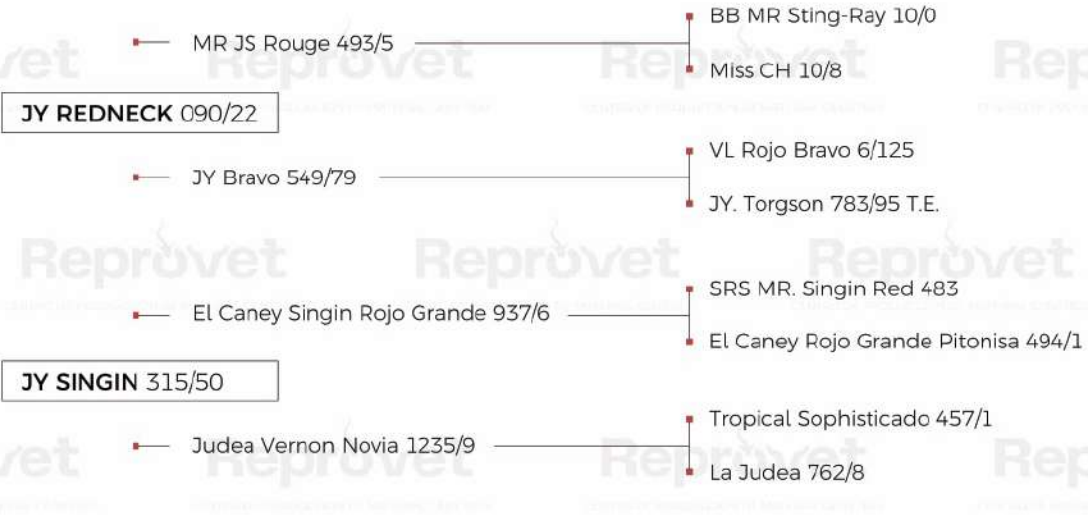 BB MR Sting-Ray 10/0
MR JS Rouge 493/5
Miss CH 10/8
JY REDNECK 090/22
VL Rojo Bravo 6/125
JY Bravo 549/79
JY. Torgson 783/95 T.E.
Reprovet Reprovet Reprovet
SRS MR. Singin Red 483
El Caney Singin Rojo Grande 937/6
El Caney Rojo Grande Pitonisa 494/1
JY SINGIN 315/50
Tropical Sophisticado 457/1
Judea Vernon Novia 1235/9
La Judea 762/8